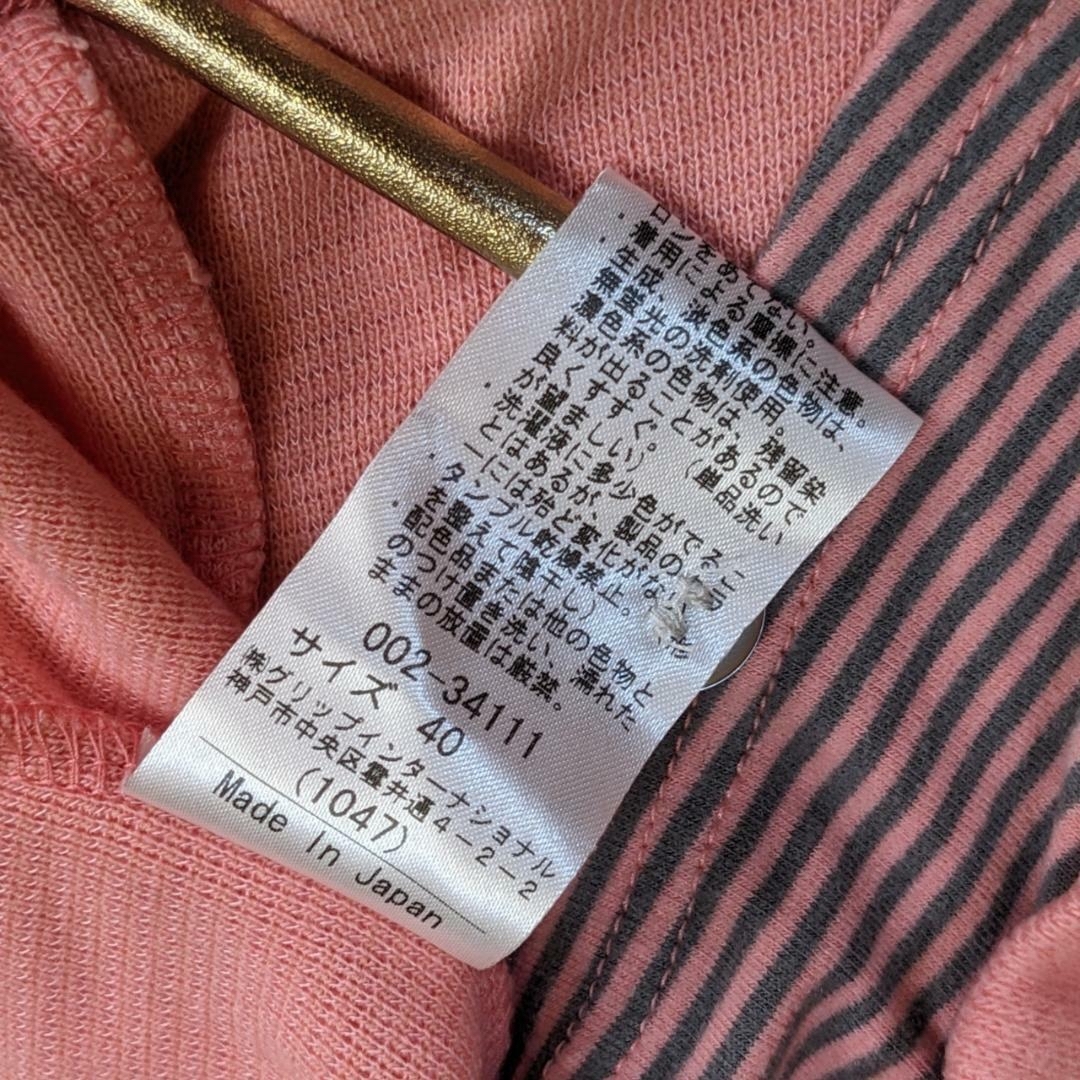 ロンをあてない。
・着用による摩擦に注意。
・生成、淡色系の色物は、
無蛍光の洗剤使用。
濃色系の色物は、残留染
料が出ることがあるので
良くすすぐ。(単品洗い
が望ましい)
・洗濯液に多少色がでるこ
とはあるが、製品のカラ
ーには殆ど変化がない。
・タンブル乾燥禁止。
を整えて陰干し)
・配色品または他の色物と
のつけ置き洗い、濡れた
ままの放置は厳禁。
002-34111
サイズ 40
㈱グリップインターナショナル
神戸市中央区雲井通4-2-2
(1047)
Made In Japan